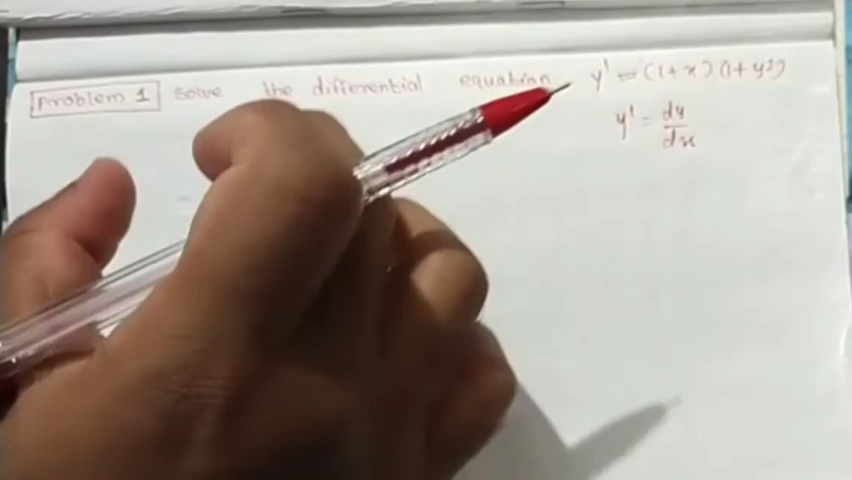 Problem 1 Solve the differential equation y' = (1+x) (1+y²)
y' = dy/dx